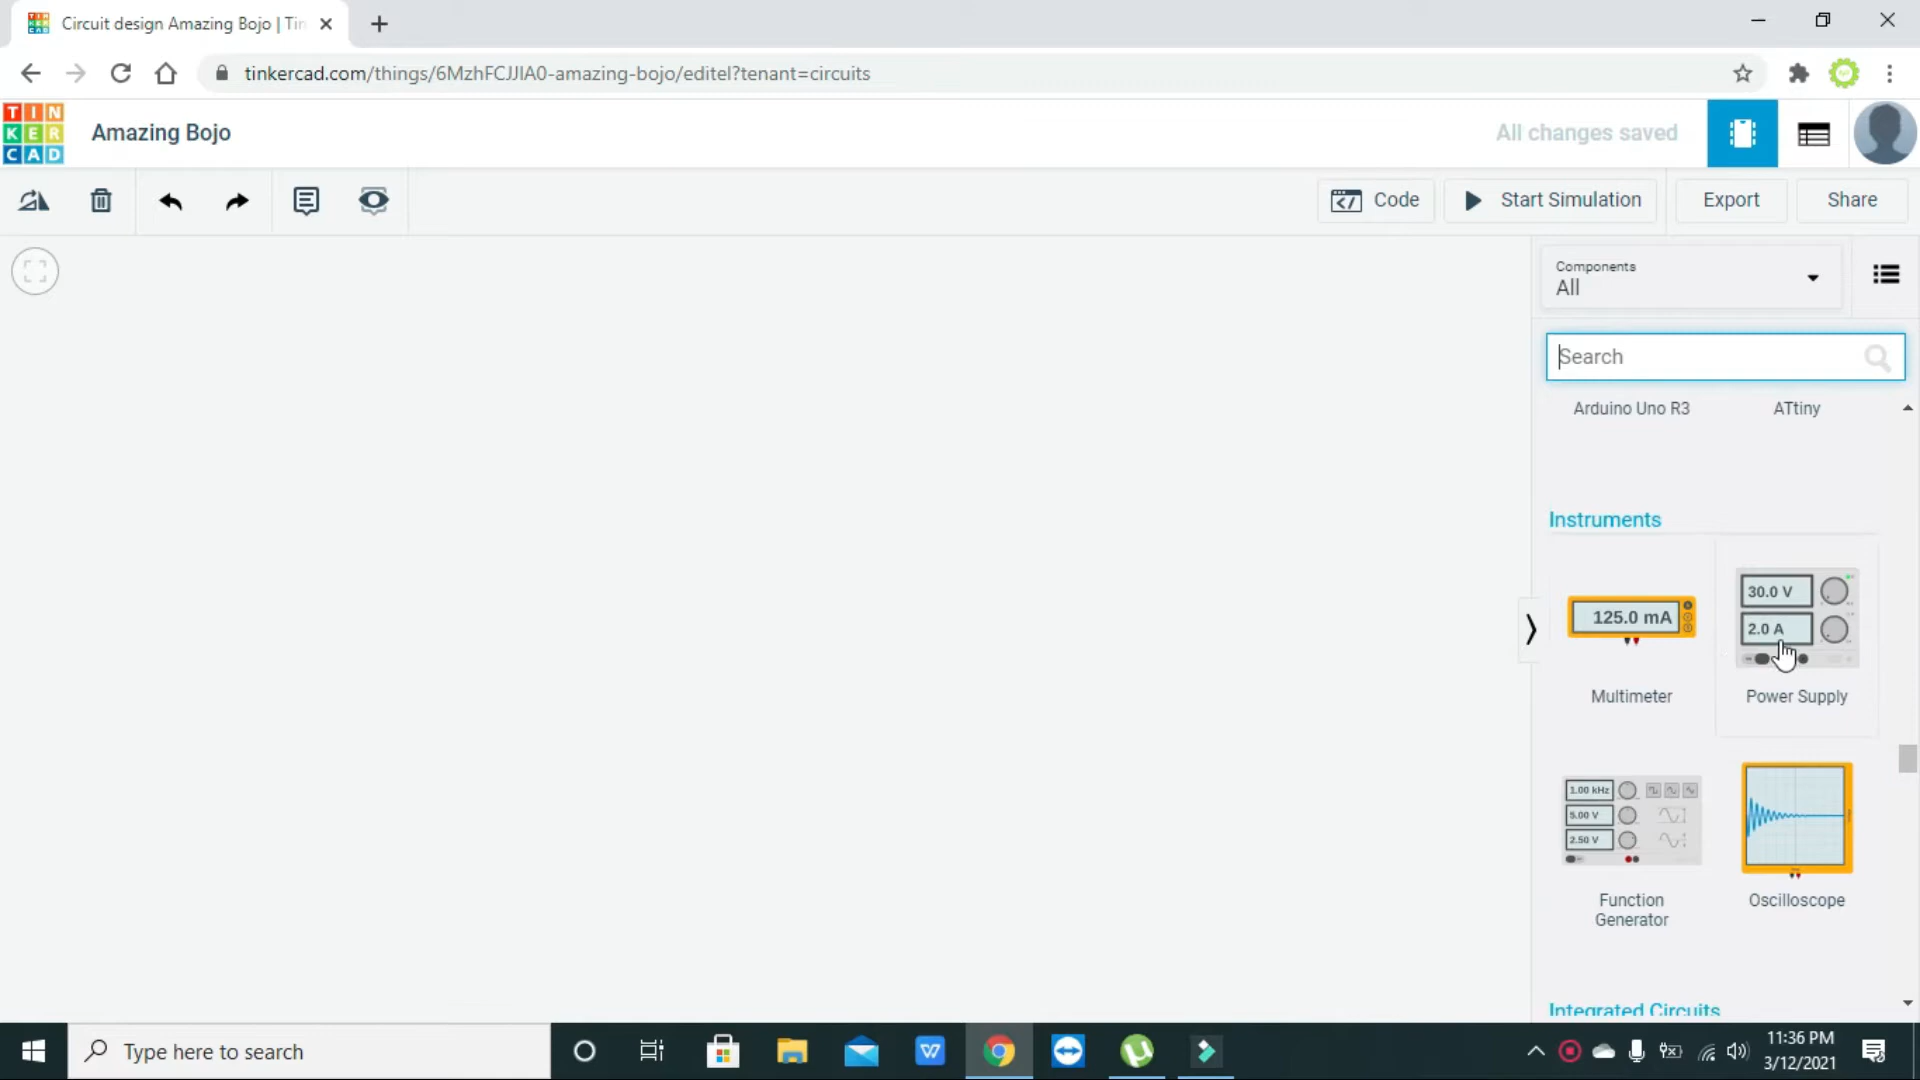 Circuit design Amazing Bojo | Tin
tinkercad.com/things/6MzhFCJJIA0-amazing-bojo/editel?tenant=circuits
TIN
KER
CAD
Amazing Bojo
All changes saved
Code
Start Simulation
Export
Share
Components
All
Search
Arduino Uno R3
ATtiny
Instruments
125.0 mA
30.0 V
2.0 A
Multimeter
Power Supply
1.00 kHz
5.00 V
2.50 V
Function
Generator
Oscilloscope
Integrated Circuits
Type here to search
11:36 PM
3/12/2021